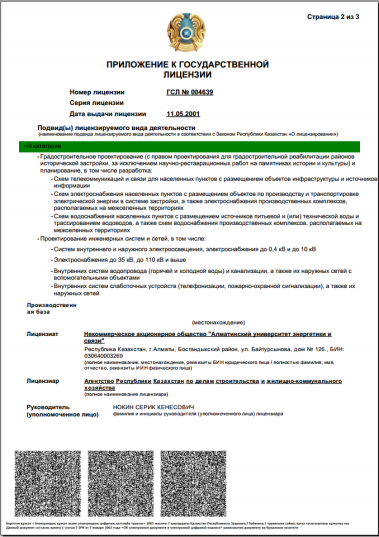 Страница 2 из 3
ПРИЛОЖЕНИЕ К ГОСУДАРСТВЕННОЙ
ЛИЦЕНЗИИ
Номер лицензии ГСЛ № 004639
Серия лицензии
Дата выдачи лицензии 11.05.2001
Подвид(ы) лицензируемого вида деятельности
(наименование подвида лицензируемого вида деятельности в соответствии с Законом Республики Казахстан «О лицензировании»)
- III категория
- Градостроительное проектирование (с правом проектирования для градостроительной реабилитации районов
исторической застройки, за исключением научно-реставрационных работ на памятниках истории и культуры) и
планирование, в том числе разработка:
- Схем телекоммуникаций и связи для населенных пунктов с размещением объектов инфраструктуры и источников
информации
- Схем электроснабжения населенных пунктов с размещением объектов по производству и транспортировке
электрической энергии в системе застройки, а также электроснабжения производственных комплексов,
располагаемых на межселенных территориях
- Схем водоснабжения населенных пунктов с размещением источников питьевой и (или) технической воды и
трассированием водоводов, а также схем водоснабжения производственных комплексов, располагаемых на
межселенных территориях
- Проектирование инженерных систем и сетей, в том числе:
- Систем внутреннего и наружного электроосвещения, электроснабжения до 0,4 кВ и до 10 кВ
- Электроснабжения до 35 кВ, до 110 кВ и выше
- Внутренних систем водопровода (горячей и холодной воды) и канализации, а также их наружных сетей с
вспомогательными объектами
- Внутренних систем слаботочных устройств (телефонизации, пожарно-охранной сигнализации), а также их
наружных сетей
Производственн
ая база
(местонахождение)
Лицензиат Некоммерческое акционерное общество "Алматинский университет энергетики и
связи"
Республика Казахстан, г.Алматы, Бостандыкский район, ул. Байтурсынова, дом № 126., БИН:
030640003269
(полное наименование, местонахождение, реквизиты БИН юридического лица / полностью фамилия, имя,
отчество, реквизиты ИИН физического лица)
Лицензиар Агентство Республики Казахстан по делам строительства и жилищно-коммунального
хозяйства
(полное наименование лицензиара)
Руководитель НОКИН СЕРИК КЕНЕСОВИЧ
(уполномоченное лицо) фамилия и инициалы руководителя (уполномоченного лица) лицензиара